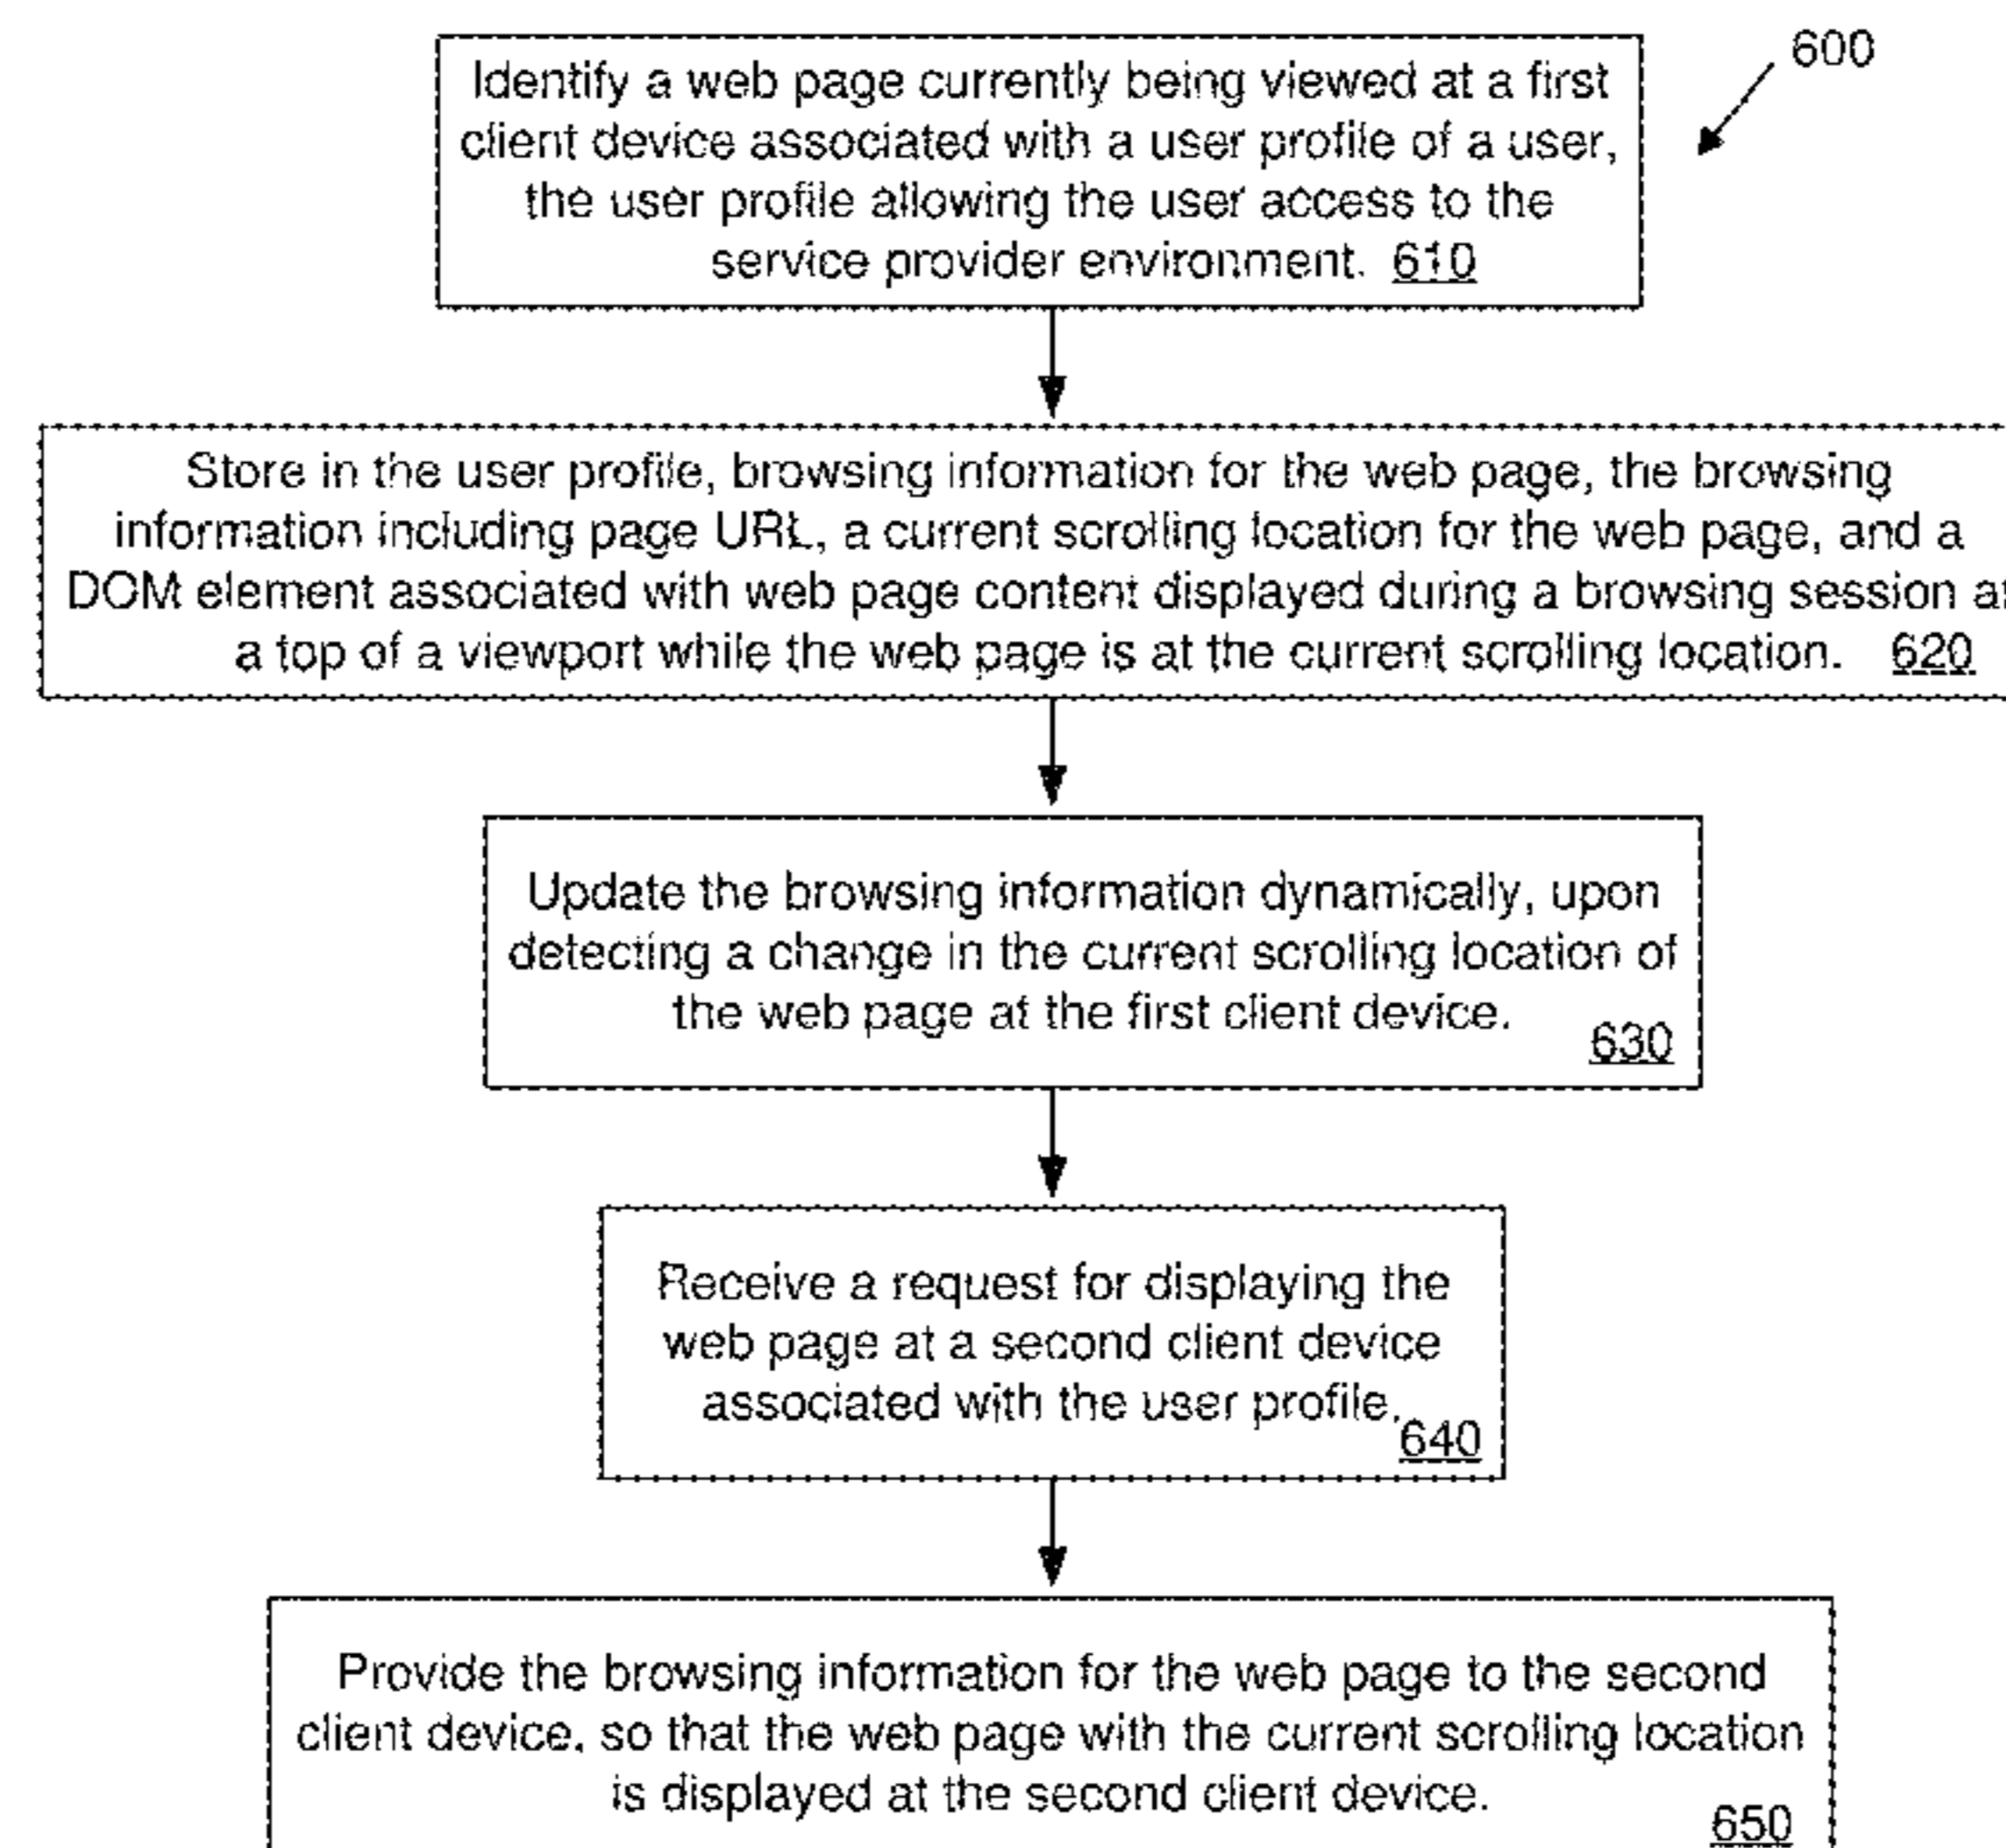 600
Identify a web page currently being viewed at a first
client device associated with a user profile of a user,
the user profile allowing the user access to the
service provider environment. 610
Store in the user profile, browsing information for the web page, the browsing
information including page URL, a current scrolling location for the web page, and a
DOM element associated with web page content displayed during a browsing session at
a top of a viewport while the web page is at the current scrolling location. 620
Update the browsing information dynamically, upon
detecting a change in the current scrolling location of
the web page at the first client device.
630
Receive a request for displaying the
web page at a second client device
associated with the user profile.
640
Provide the browsing information for the web page to the second
client device, so that the web page with the current scrolling location
is displayed at the second client device.
650